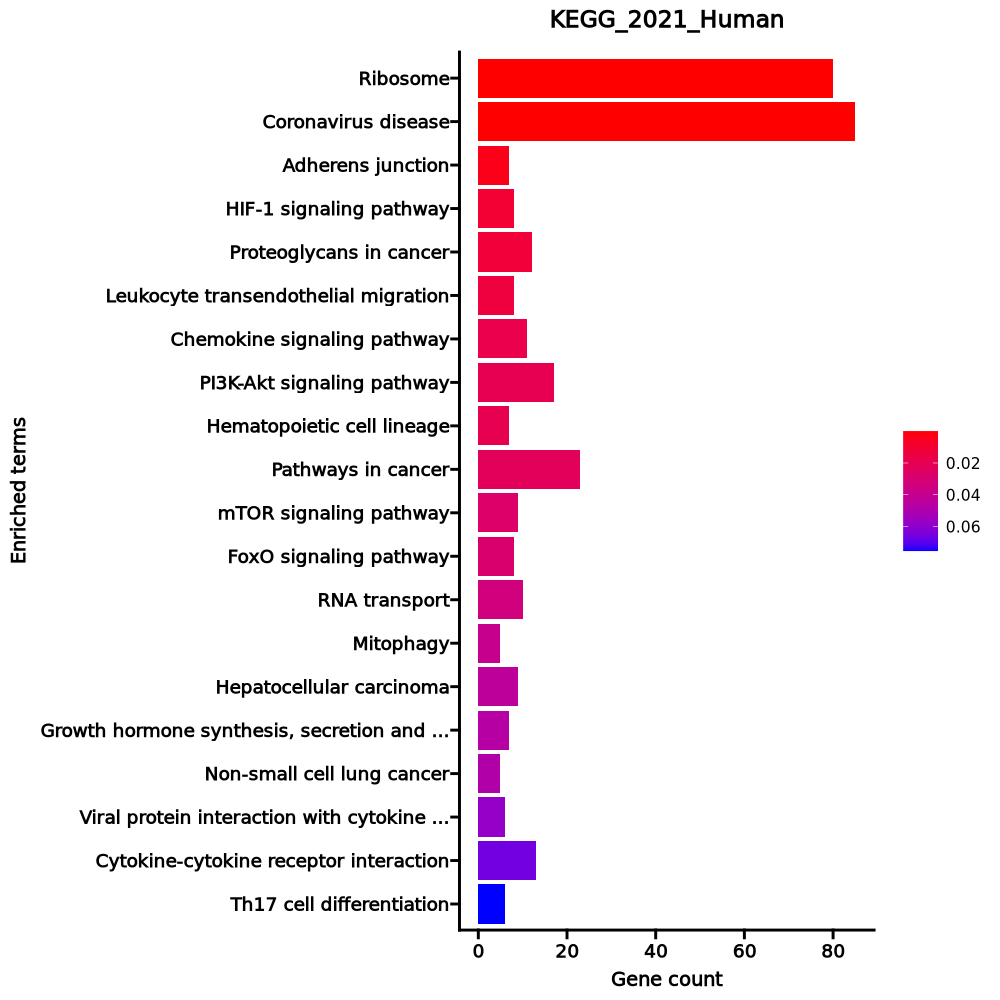 KEGG_2021_Human
Ribosome
Coronavirus disease
Adherens junction
HIF-1 signaling pathway
Proteoglycans in cancer
Leukocyte transendothelial migration
Chemokine signaling pathway
PI3K-Akt signaling pathway
Hematopoietic cell lineage
Pathways in cancer
mTOR signaling pathway
FoxO signaling pathway
RNA transport
Mitophagy
Hepatocellular carcinoma
Growth hormone synthesis, secretion and ...
Non-small cell lung cancer
Viral protein interaction with cytokine ...
Cytokine-cytokine receptor interaction
Th17 cell differentiation
Enriched terms
0 20 40 60 80
Gene count
0.02
0.04
0.06